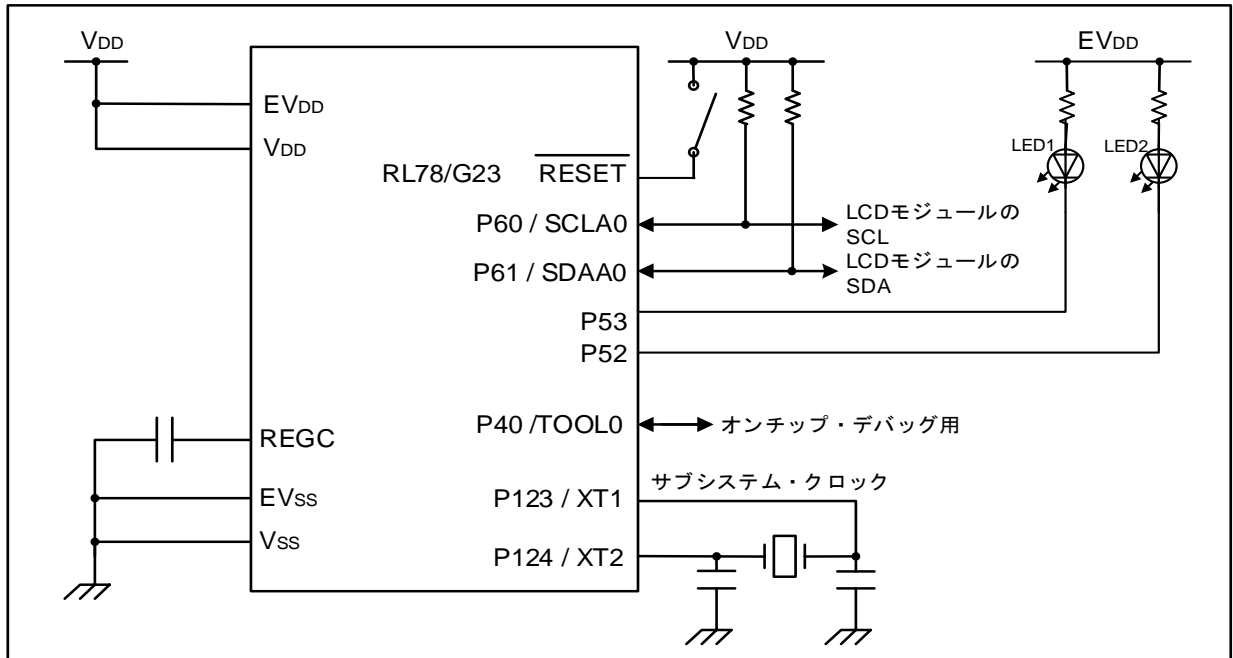 VDD
EVDD
VDD
RL78/G23
RESET
P60 / SCLA0
P61 / SDAA0
P53
P52
P40 /TOOL0
REGC
EVSS
VSS
P123 / XT1
P124 / XT2
VDD
EVDD
LED1
LED2
LCDモジュールの
SCL
LCDモジュールの
SDA
オンチップ・デバッグ用
サブシステム・クロック